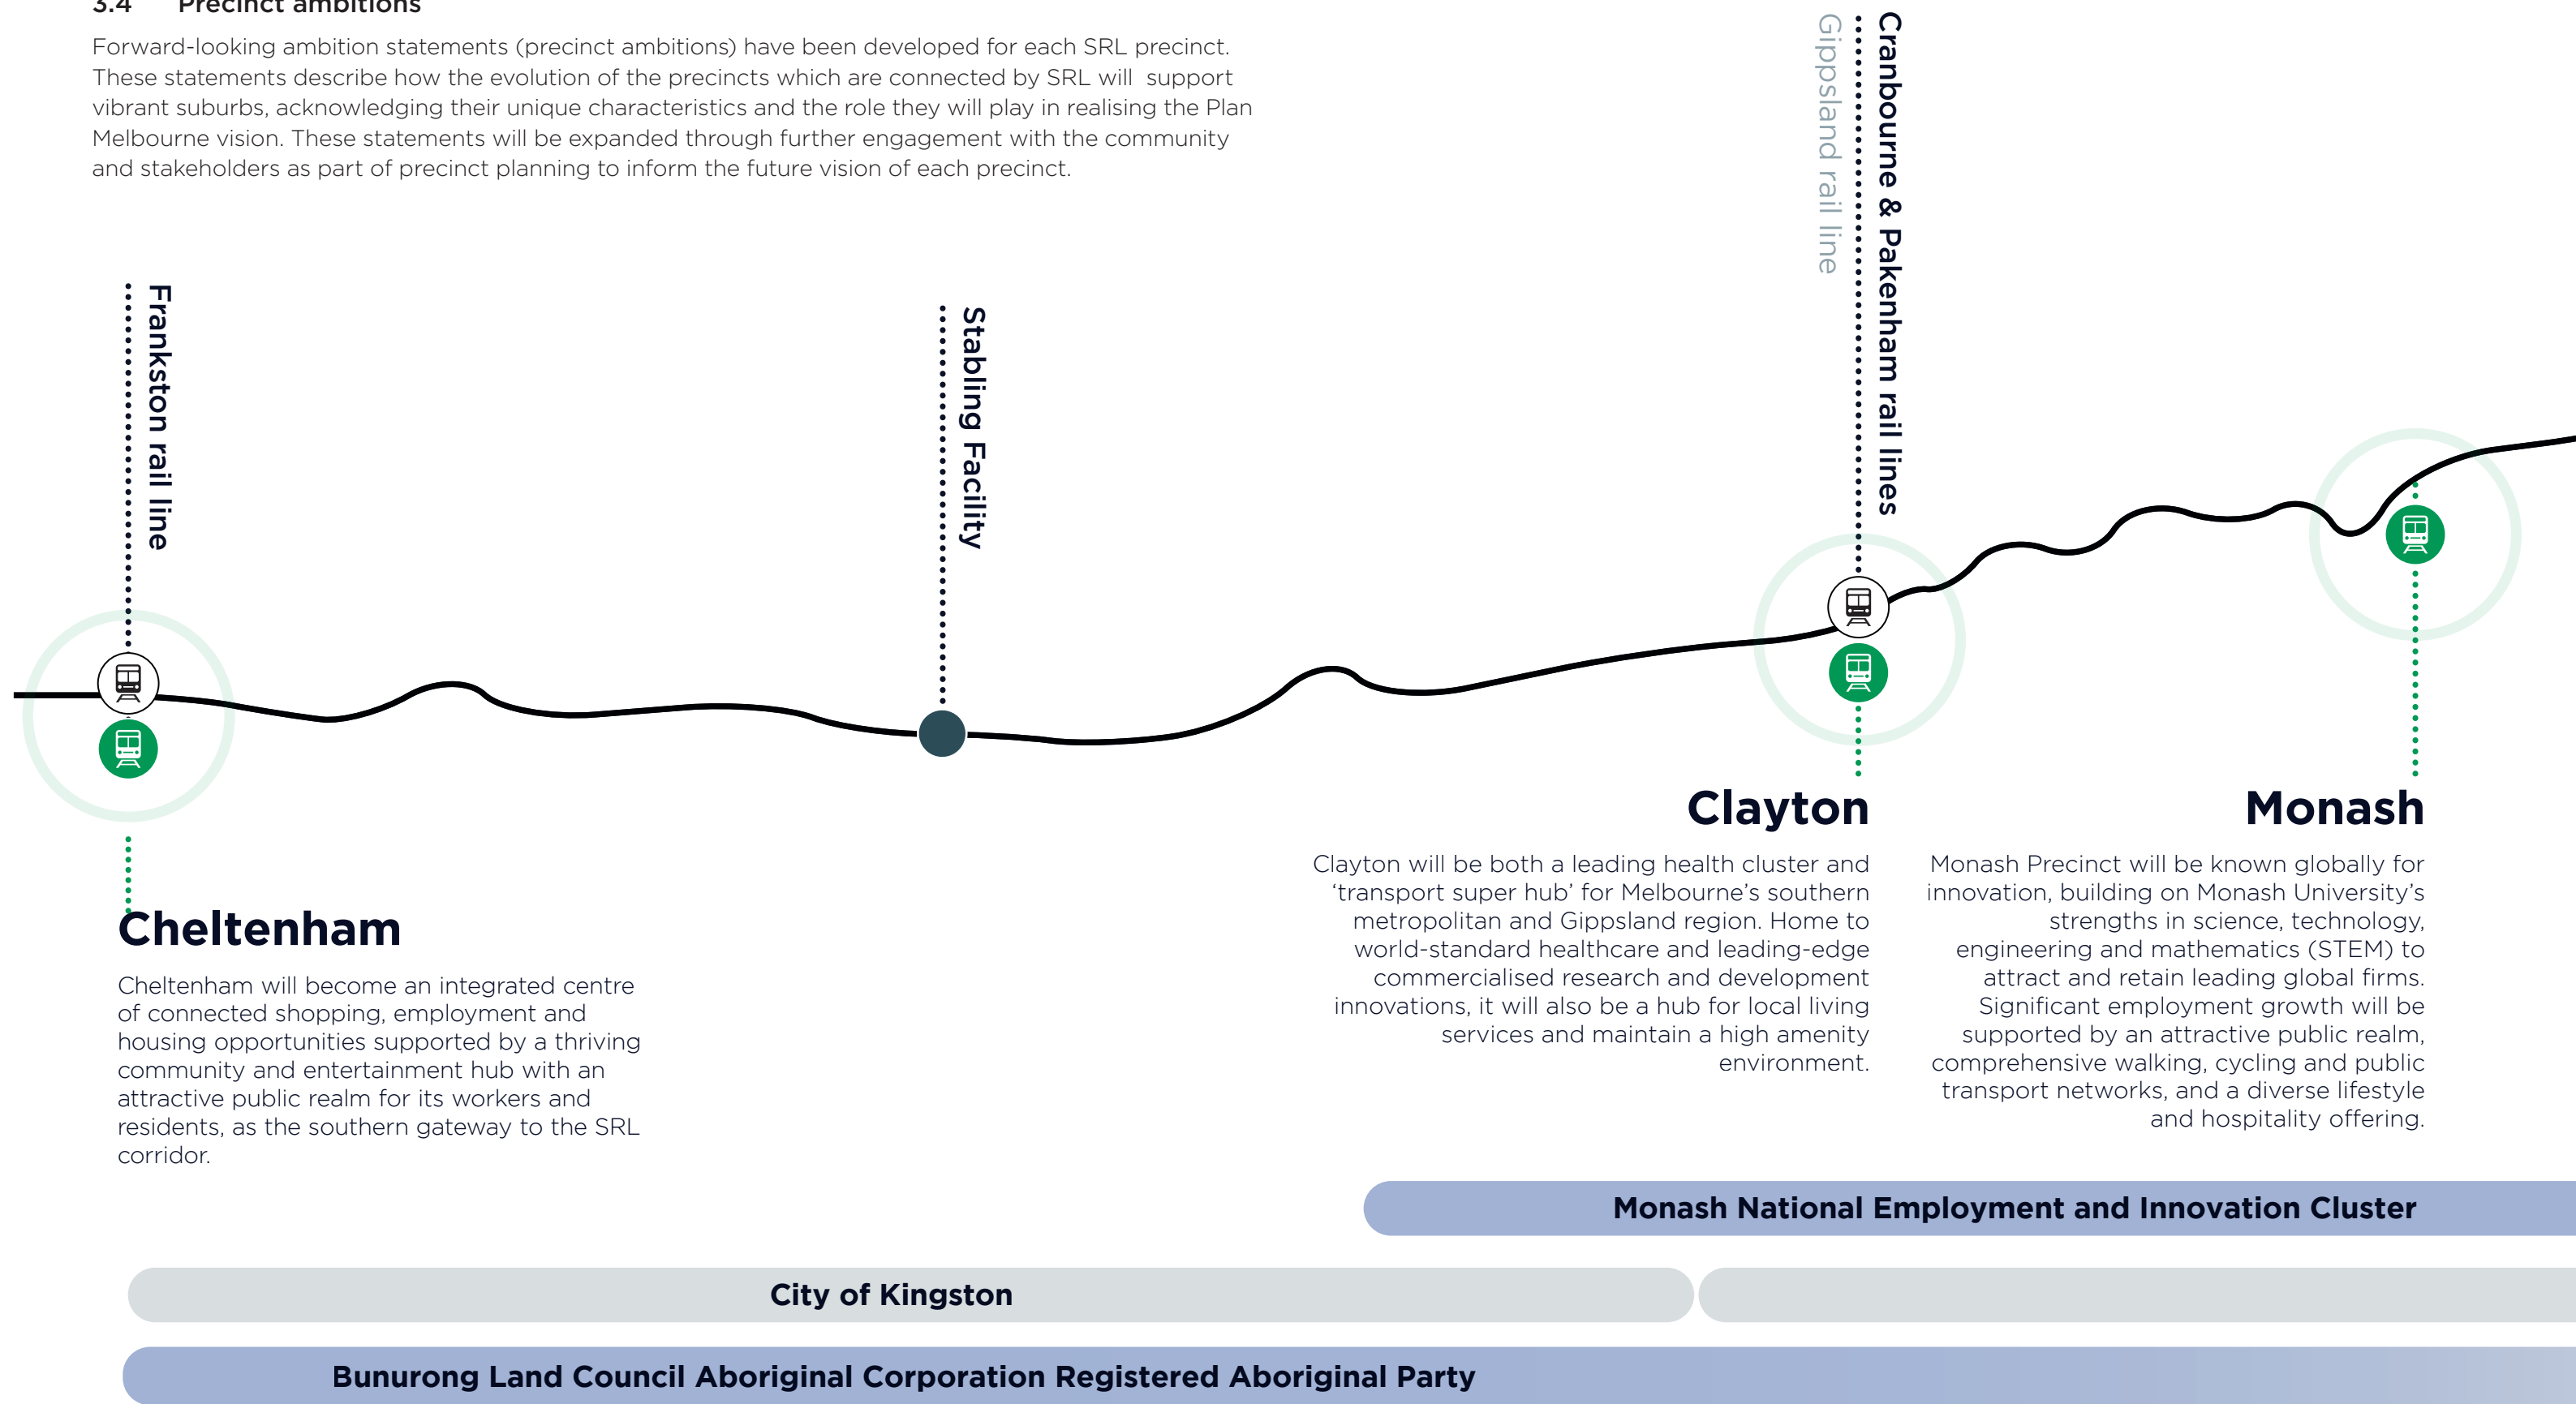 3.4 Precinct ambitions
Forward-looking ambition statements (precinct ambitions) have been developed for each SRL precinct.
These statements describe how the evolution of the precincts which are connected by SRL will support
vibrant suburbs, acknowledging their unique characteristics and the role they will play in realising the Plan
Melbourne vision. These statements will be expanded through further engagement with the community
and stakeholders as part of precinct planning to inform the future vision of each precinct.
Frankston rail line
Stabling Facility
Gippsland rail line
Cranbourne & Pakenham rail lines
Cheltenham
Cheltenham will become an integrated centre
of connected shopping, employment and
housing opportunities supported by a thriving
community and entertainment hub with an
attractive public realm for its workers and
residents, as the southern gateway to the SRL
corridor.
Clayton
Clayton will be both a leading health cluster and
‘transport super hub’ for Melbourne’s southern
metropolitan and Gippsland region. Home to
world-standard healthcare and leading-edge
commercialised research and development
innovations, it will also be a hub for local living
services and maintain a high amenity
environment.
Monash
Monash Precinct will be known globally for
innovation, building on Monash University’s
strengths in science, technology,
engineering and mathematics (STEM) to
attract and retain leading global firms.
Significant employment growth will be
supported by an attractive public realm,
comprehensive walking, cycling and public
transport networks, and a diverse lifestyle
and hospitality offering.
Monash National Employment and Innovation Cluster
City of Kingston
Bunurong Land Council Aboriginal Corporation Registered Aboriginal Party